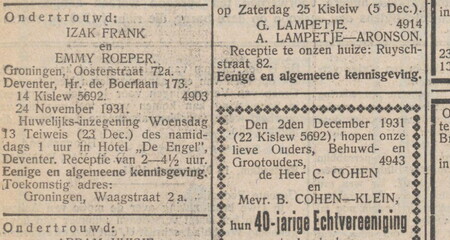 Ondertrouwd:
IZAK FRANK
en
EMMY ROEPER.
Groningen, Oosterstraat 72a.
Deventer, Hr. de Boerlaan 173.
14 Kislew 5692. 4903
24 November 1931.
Huwelijks-inzegening Woensdag
13 Teiweis (23 Dec.) des namid-
dags 1 uur in Hotel „De Engel",
Deventer. Receptie van 2—4½ uur.
Eenige en algemeene kennisgeving.
Toekomstig adres:
Groningen, Waagstraat 2a.
Ondertrouwd:
op Zaterdag 25 Kisleiw (5 Dec.).
G. LAMPETJE. 4914
A. LAMPETJE—ARONSON.
Receptie te onzen huize: Ruysch-
straat 82.
Eenige en algemeene kennisgeving.
Den 2den December 1931
(22 Kislew 5692), hopen onze
lieve Ouders, Behuwd- en
Grootouders, 4943
de Heer C. COHEN
en
Mevr. B. COHEN—KLEIN,
hun 40-jarige Echtvereeniging